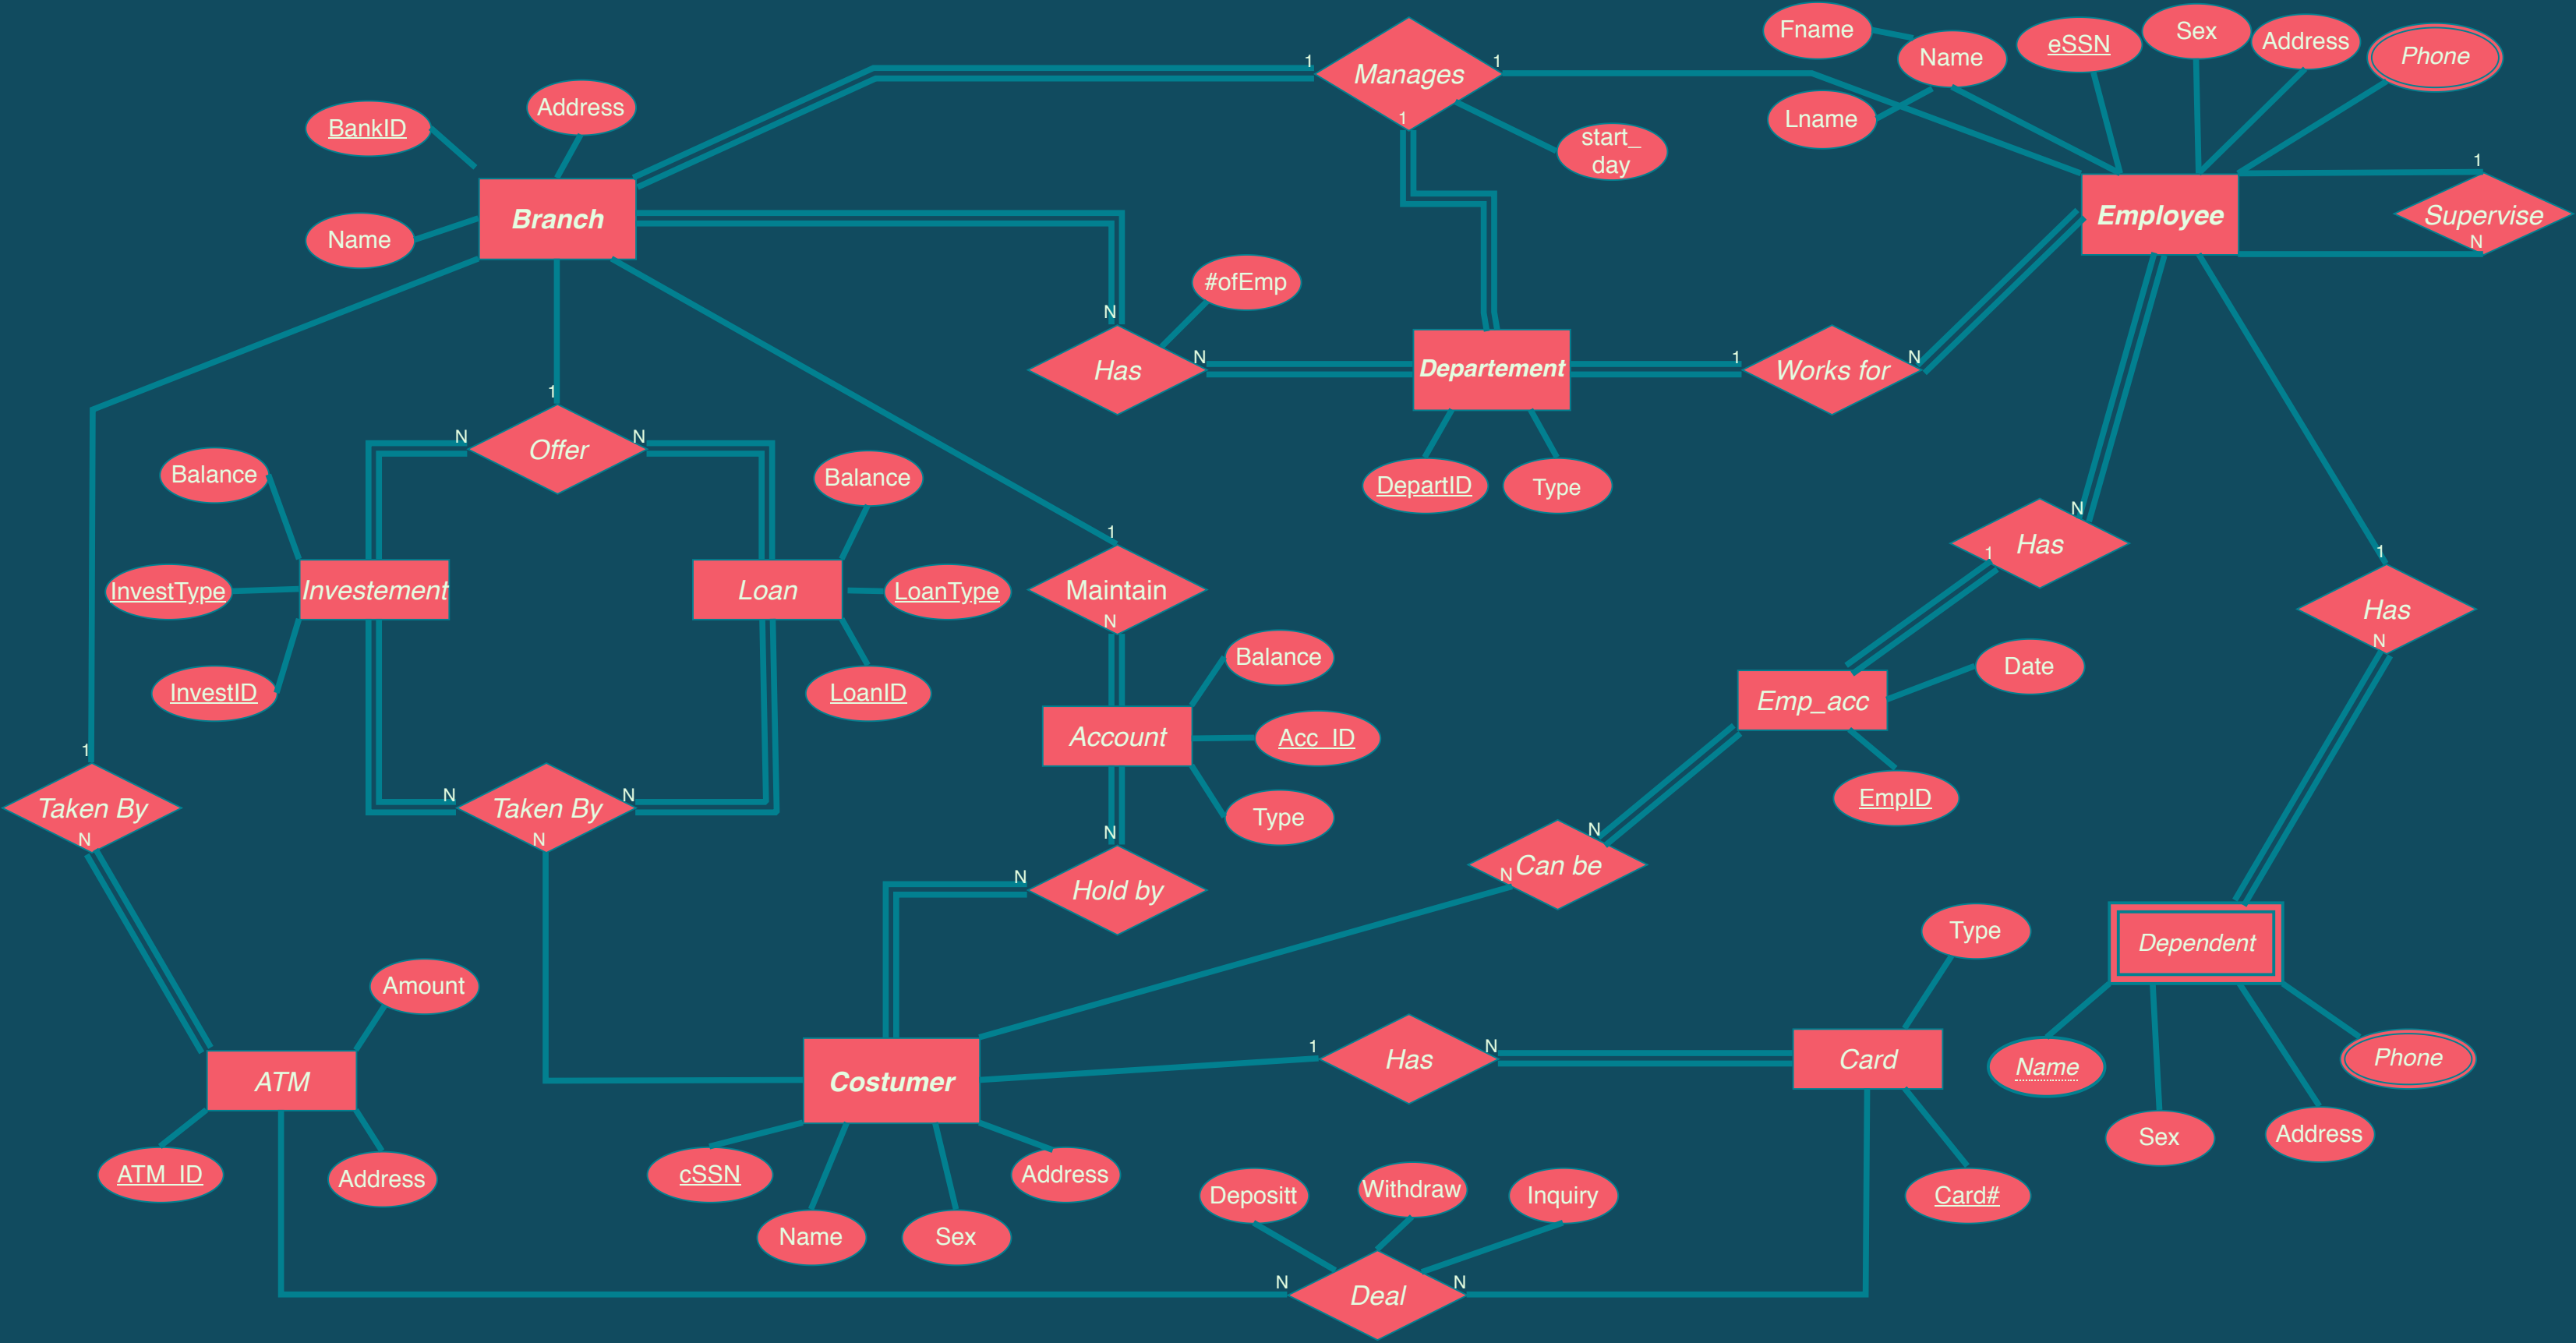 Fname
Name
eSSN
Sex
Address
Phone
1
Manages
1
1
Lname
start_
day
BankID
Address
Branch
Name
Employee
1
Supervise
N
#ofEmp
N
Has
N
Departement
1
Works for
N
DepartID
Type
1
N
Offer
N
Balance
InvestType
Investement
InvestID
Balance
Loan
LoanType
LoanID
1
Maintain
N
Balance
Account
Acc_ID
Type
N
Has
1
Emp_acc
Date
EmpID
1
Has
N
1
Taken By
N
N
Taken By
N
N
N
N
Hold by
N
Can be
N
Type
Dependent
Name
Sex
Address
Phone
Amount
ATM
ATM_ID
Address
Costumer
1
Has
N
Card
cSSN
Name
Sex
Address
Card#
Depositt
Withdraw
Inquiry
N
Deal
N